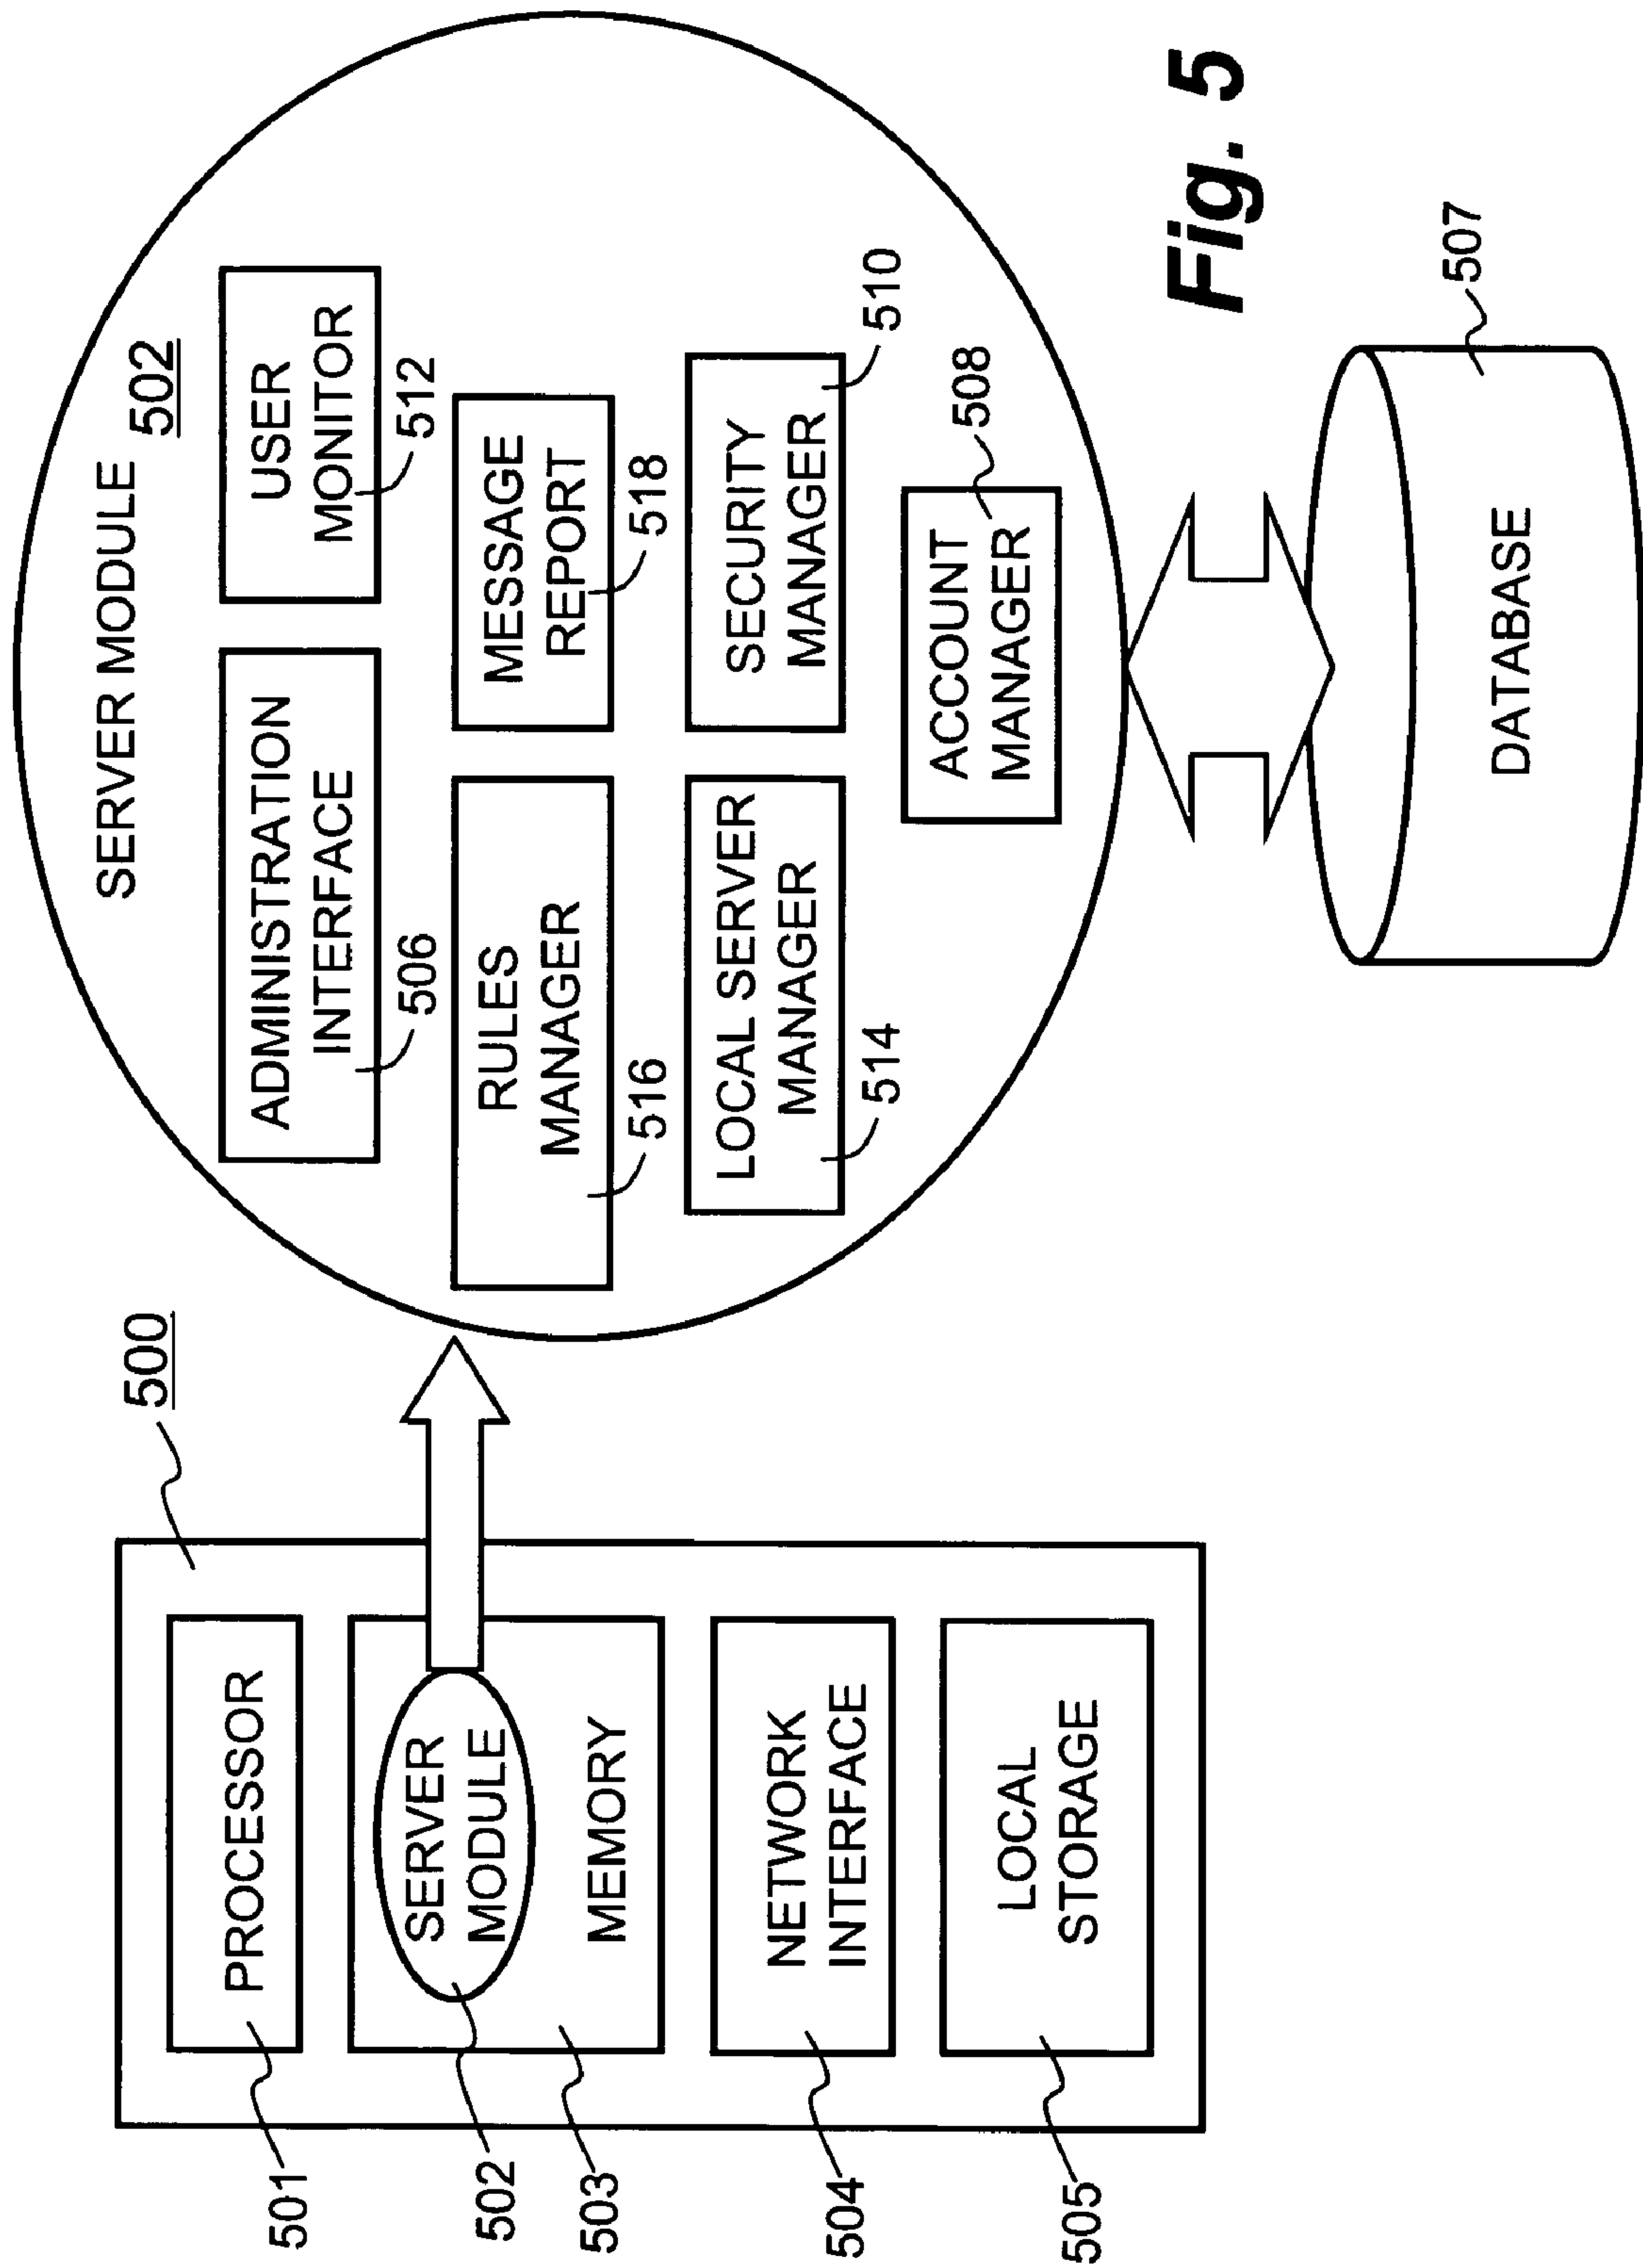 500
501
PROCESSOR
502
SERVER
MODULE
503
MEMORY
504
NETWORK
INTERFACE
505
LOCAL
STORAGE
SERVER MODULE 502
ADMINISTRATION
INTERFACE
506
USER
MONITOR
512
RULES
MANAGER
516
MESSAGE
REPORT
518
LOCAL SERVER
MANAGER
514
SECURITY
MANAGER
510
ACCOUNT
MANAGER
508
DATABASE
507
Fig. 5